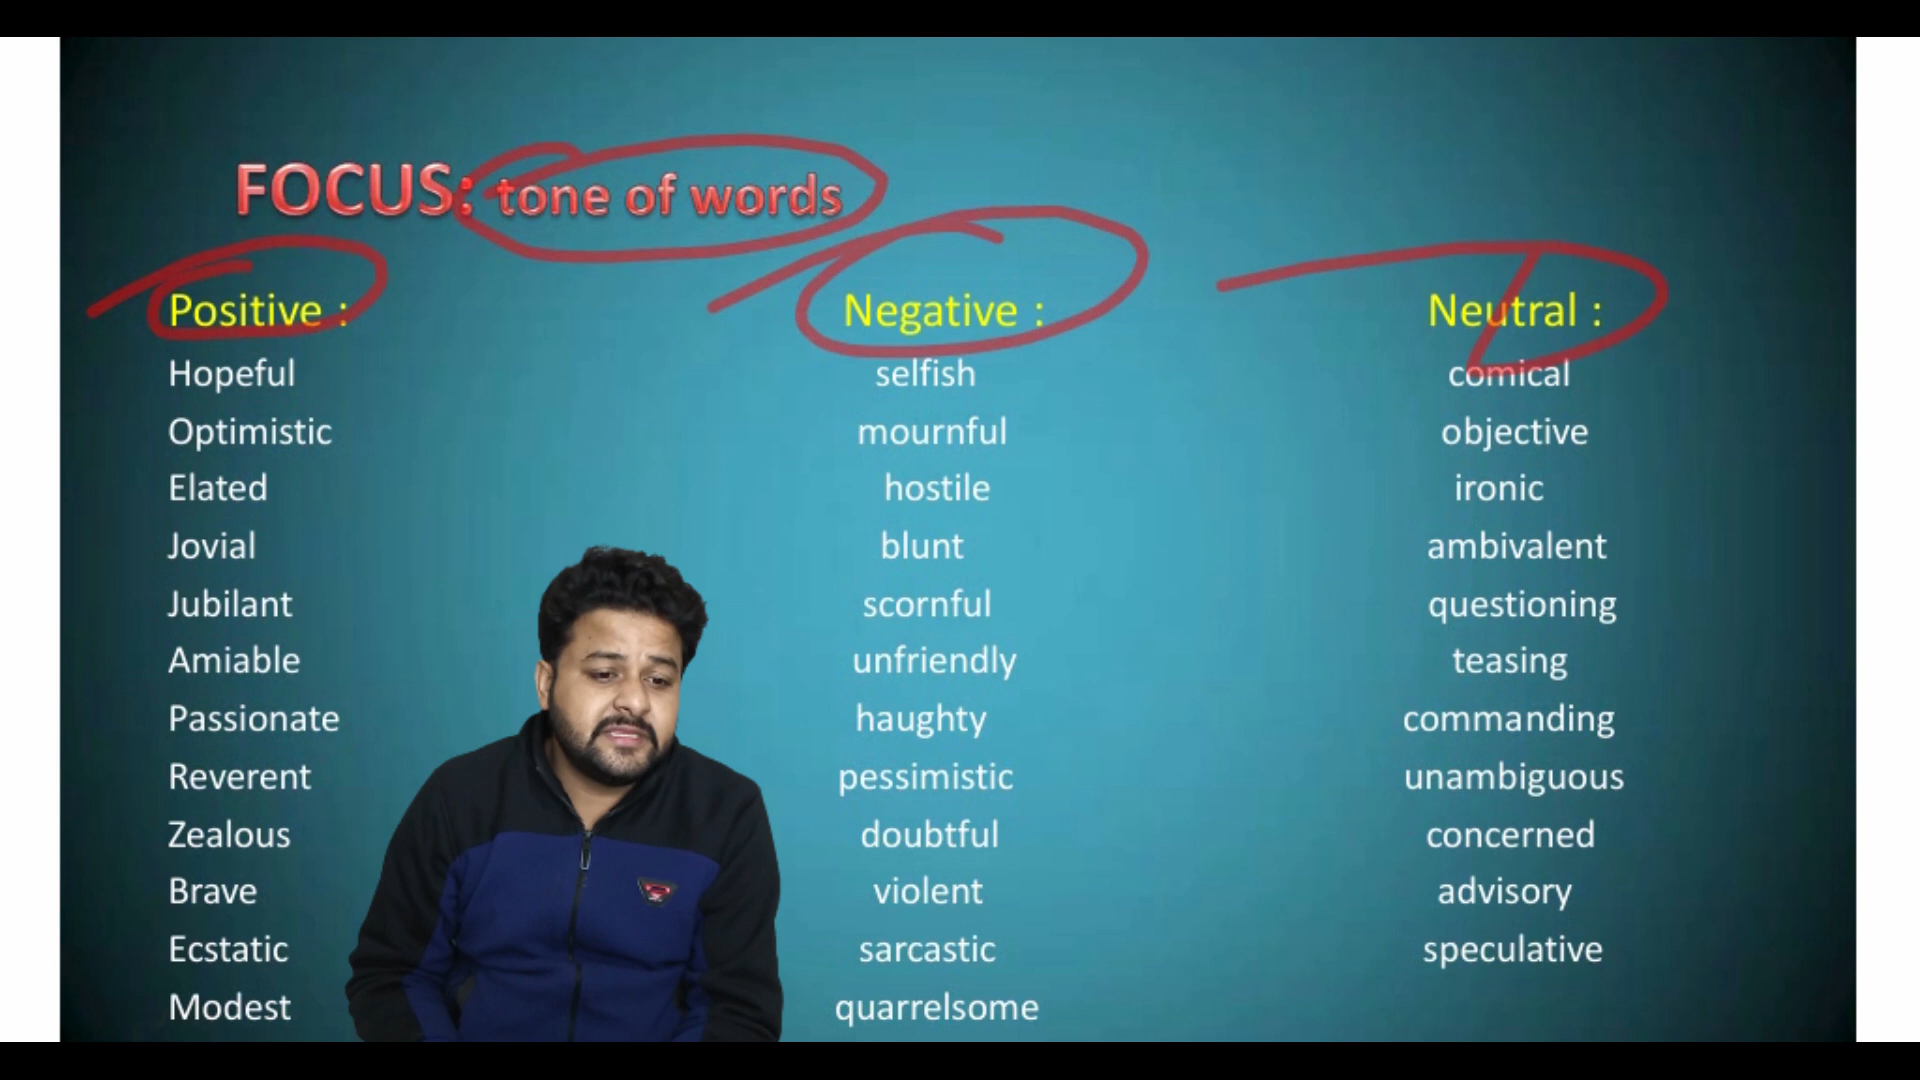 FOCUS: tone of words
Positive : Negative : Neutral :
Hopeful selfish comical
Optimistic mournful objective
Elated hostile ironic
Jovial blunt ambivalent
Jubilant scornful questioning
Amiable unfriendly teasing
Passionate haughty commanding
Reverent pessimistic unambiguous
Zealous doubtful concerned
Brave violent advisory
Ecstatic sarcastic speculative
Modest quarrelsome